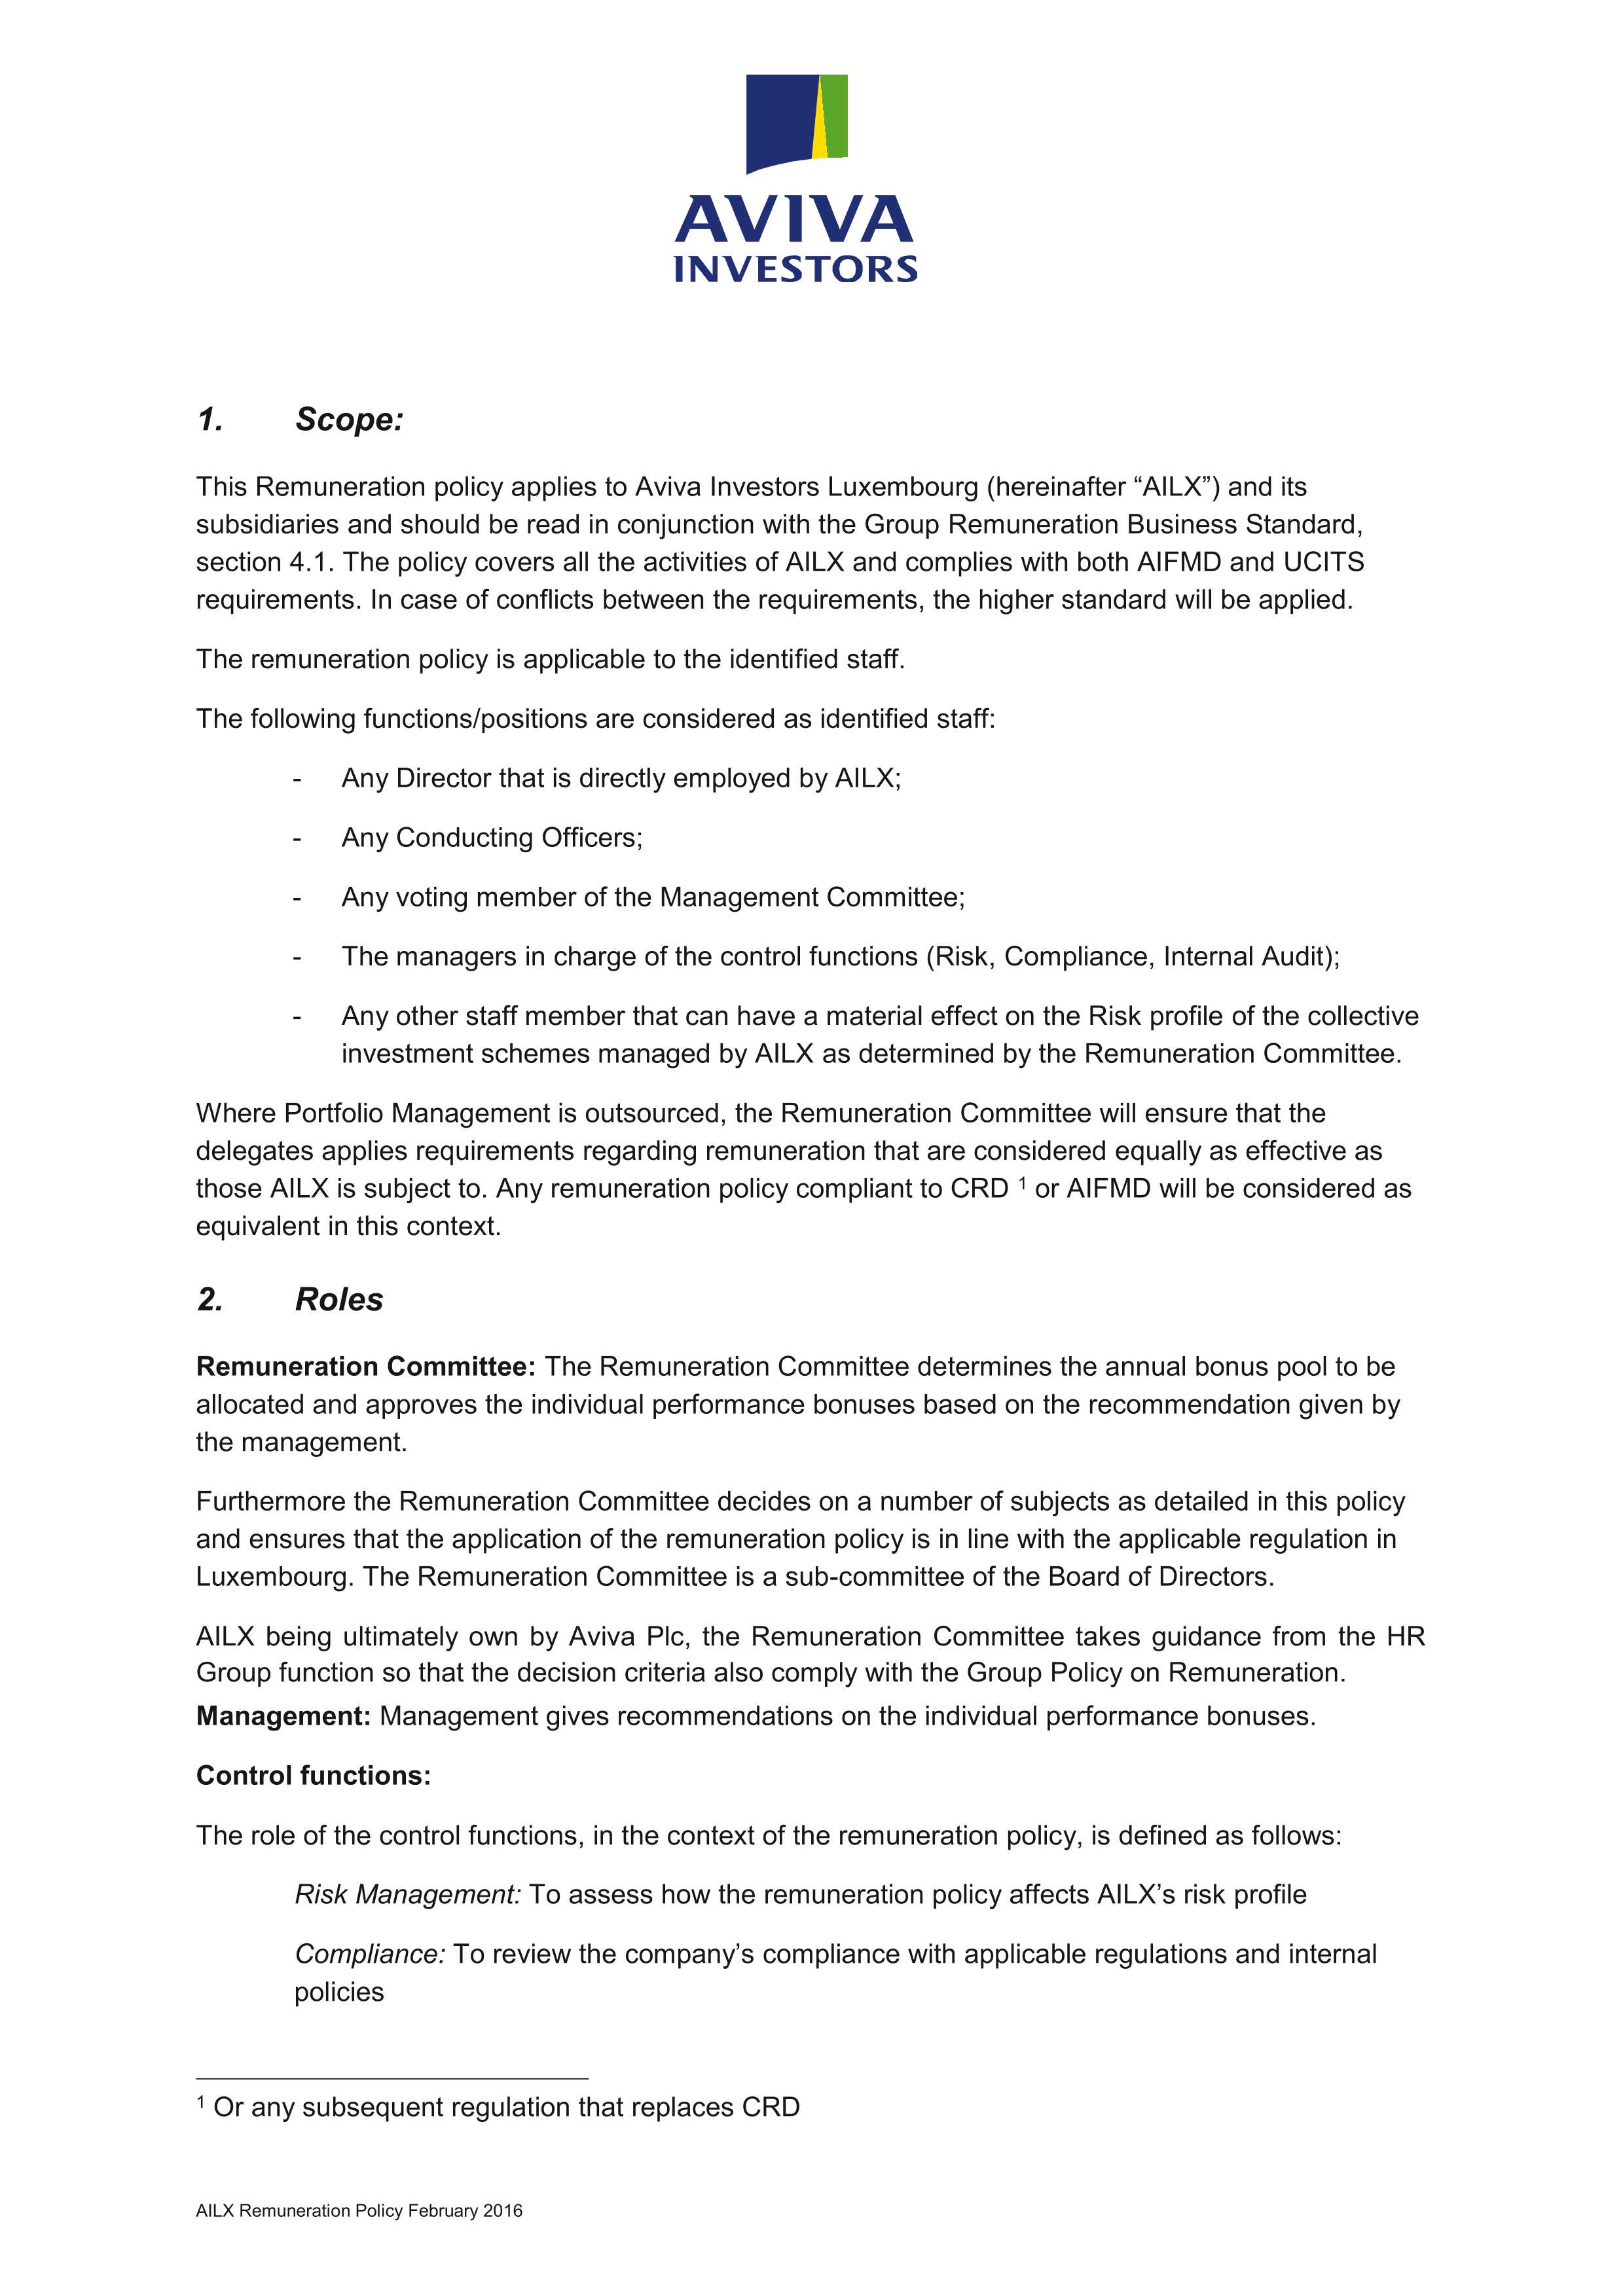 AVIVA
INVESTORS
1. Scope:
This Remuneration policy applies to Aviva Investors Luxembourg (hereinafter “AILX”) and its
subsidiaries and should be read in conjunction with the Group Remuneration Business Standard,
section 4.1. The policy covers all the activities of AILX and complies with both AIFMD and UCITS
requirements. In case of conflicts between the requirements, the higher standard will be applied.
The remuneration policy is applicable to the identified staff.
The following functions/positions are considered as identified staff:
- Any Director that is directly employed by AILX;
- Any Conducting Officers;
- Any voting member of the Management Committee;
- The managers in charge of the control functions (Risk, Compliance, Internal Audit);
- Any other staff member that can have a material effect on the Risk profile of the collective
investment schemes managed by AILX as determined by the Remuneration Committee.
Where Portfolio Management is outsourced, the Remuneration Committee will ensure that the
delegates applies requirements regarding remuneration that are considered equally as effective as
those AILX is subject to. Any remuneration policy compliant to CRD ¹ or AIFMD will be considered as
equivalent in this context.
2. Roles
Remuneration Committee: The Remuneration Committee determines the annual bonus pool to be
allocated and approves the individual performance bonuses based on the recommendation given by
the management.
Furthermore the Remuneration Committee decides on a number of subjects as detailed in this policy
and ensures that the application of the remuneration policy is in line with the applicable regulation in
Luxembourg. The Remuneration Committee is a sub-committee of the Board of Directors.
AILX being ultimately own by Aviva Plc, the Remuneration Committee takes guidance from the HR
Group function so that the decision criteria also comply with the Group Policy on Remuneration.
Management: Management gives recommendations on the individual performance bonuses.
Control functions:
The role of the control functions, in the context of the remuneration policy, is defined as follows:
Risk Management: To assess how the remuneration policy affects AILX’s risk profile
Compliance: To review the company’s compliance with applicable regulations and internal
policies
¹ Or any subsequent regulation that replaces CRD
AILX Remuneration Policy February 2016